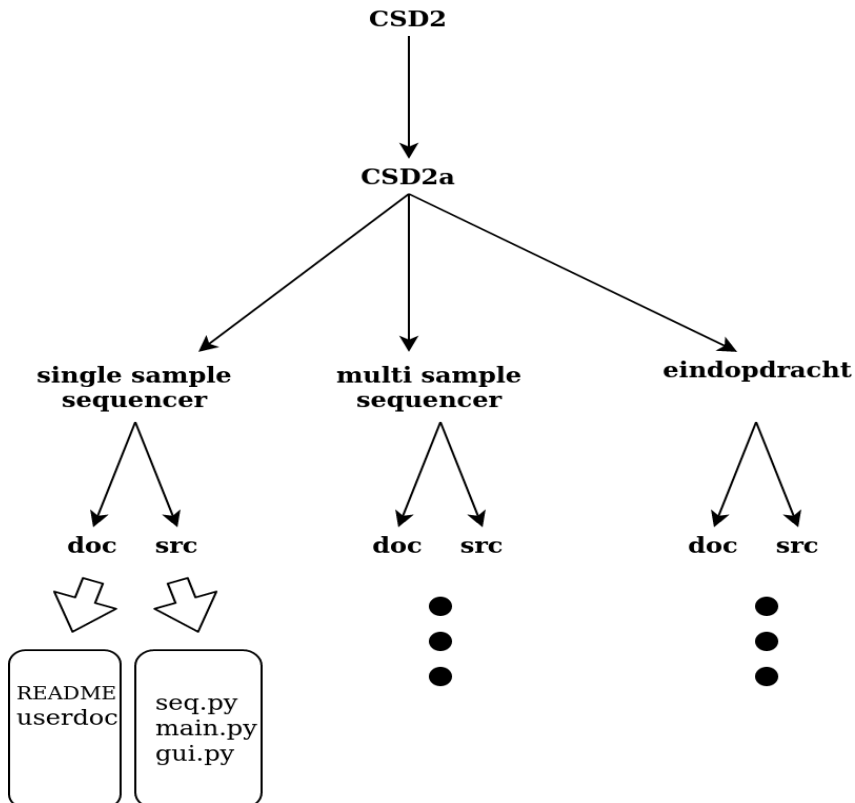 CSD2
CSD2a
single sample
sequencer
multi sample
sequencer
eindopdracht
doc src
doc src
doc src
README
userdoc
seq.py
main.py
gui.py